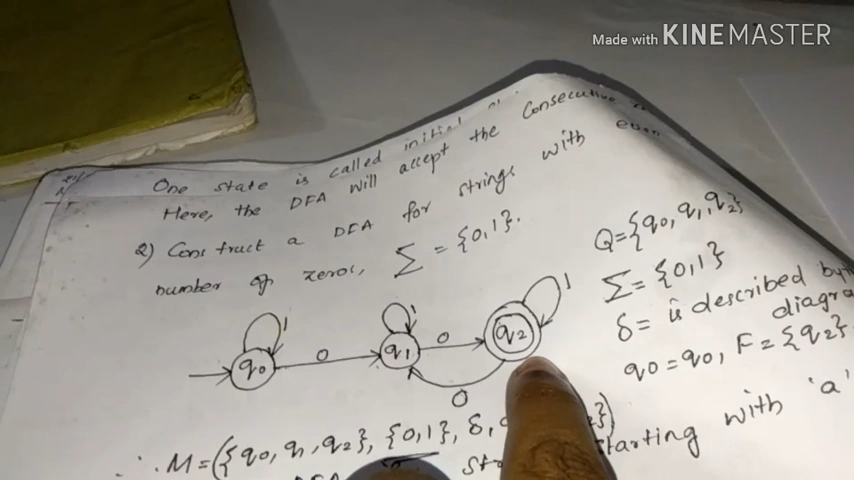 Made with KINEMASTER
One state is called initial
Here, the DFA will accept the consecutive
2) Construct a DFA for strings with even
number of zeros, Σ = {0,1}.
Q={q0, q1, q2}
Σ = {0,1}
δ = is described by
diagra
q0 = q0, F = {q2}
1 1 1
q0 0 q1 0 q2
0
∴ M = ({q0, q1, q2}, {0,1}, δ,
starting with 'a'